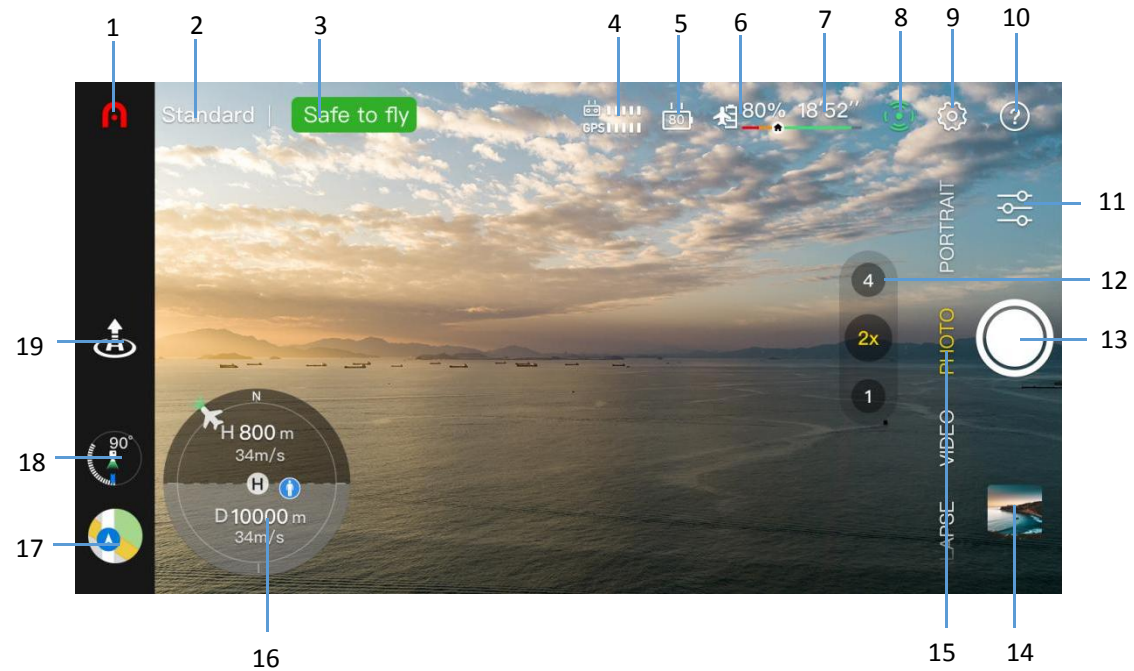 1 2 3 4 5 6 7 8 9 10
Standard | Safe to fly
GPS
80
80% 18'52''
?
PORTRAIT
11
4
12
PHOTO
2x
13
1
VIDEO
LAPSE
14
15
19
90°
18
17
N
H 800 m
34m/s
H
D 10000 m
34m/s
16